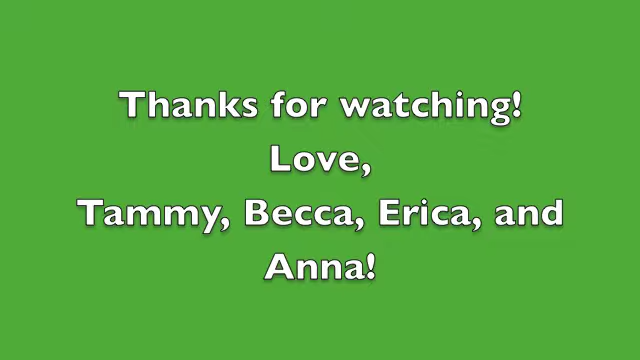 Thanks for watching!
Love,
Tammy, Becca, Erica, and
Anna!